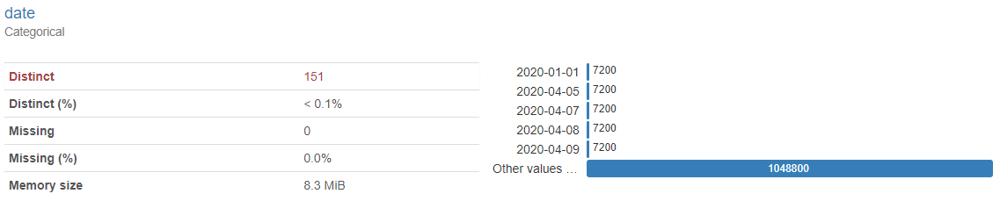 date
Categorical
Distinct 151
Distinct (%) < 0.1%
Missing 0
Missing (%) 0.0%
Memory size 8.3 MiB
2020-01-01 7200
2020-04-05 7200
2020-04-07 7200
2020-04-08 7200
2020-04-09 7200
Other values … 1048800